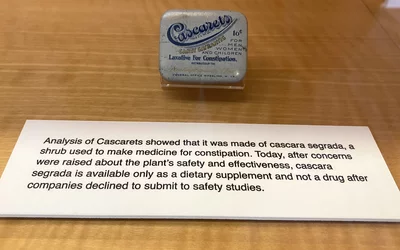 Cascarets
10¢
CANDY CATHARTIC
FOR
MEN
WOMEN
AND CHILDREN
Laxative For Constipation.
Analysis of Cascarets showed that it was made of cascara segrada, a
shrub used to make medicine for constipation. Today, after concerns
were raised about the plant's safety and effectiveness, cascara
segrada is available only as a dietary supplement and not a drug after
companies declined to submit to safety studies.